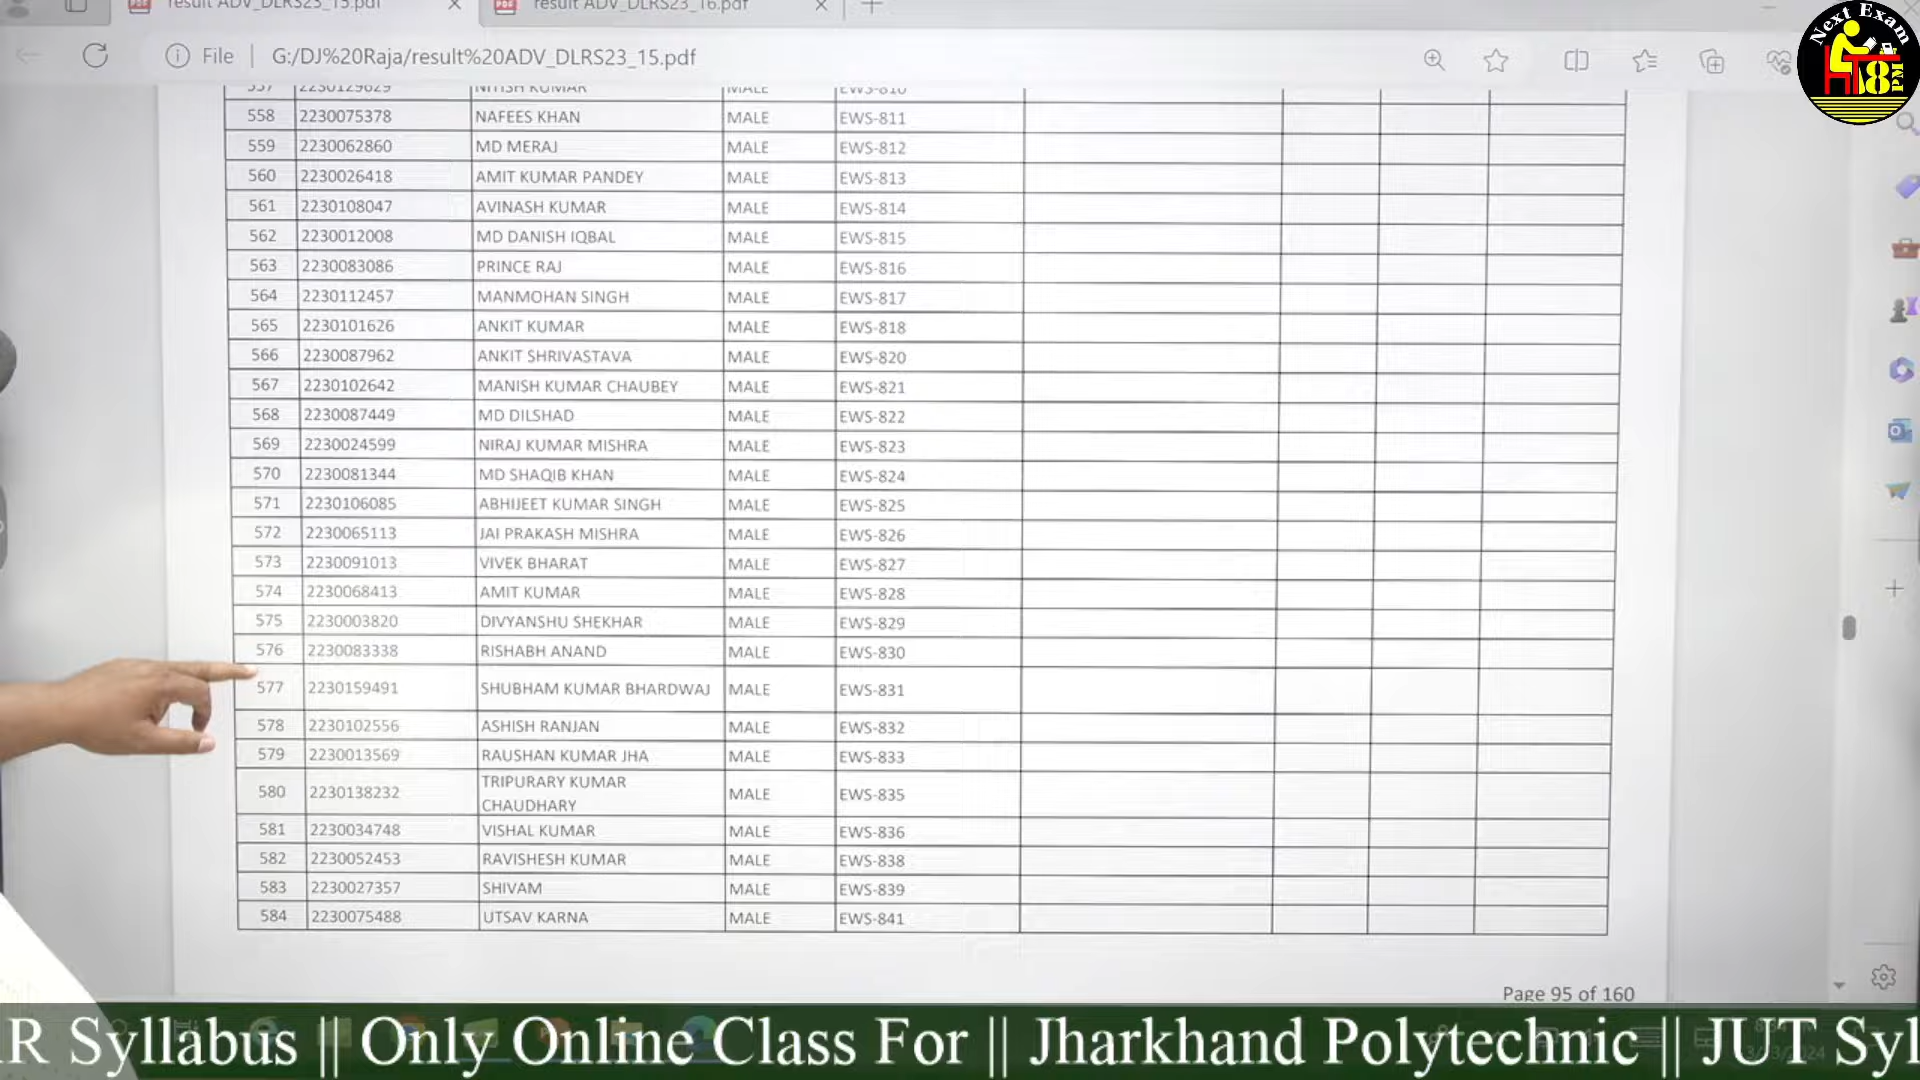 result ADV_DLRS23_15.pdf
result ADV_DLRS23_16.pdf
File | G:/DJ%20Raja/result%20ADV_DLRS23_15.pdf
Next Exam
8 PM
557 2230129629 NITISH KUMAR MALE EWS-810
558 2230075378 NAFEES KHAN MALE EWS-811
559 2230062860 MD MERAJ MALE EWS-812
560 2230026418 AMIT KUMAR PANDEY MALE EWS-813
561 2230108047 AVINASH KUMAR MALE EWS-814
562 2230012008 MD DANISH IQBAL MALE EWS-815
563 2230083086 PRINCE RAJ MALE EWS-816
564 2230112457 MANMOHAN SINGH MALE EWS-817
565 2230101626 ANKIT KUMAR MALE EWS-818
566 2230087962 ANKIT SHRIVASTAVA MALE EWS-820
567 2230102642 MANISH KUMAR CHAUBEY MALE EWS-821
568 2230087449 MD DILSHAD MALE EWS-822
569 2230024599 NIRAJ KUMAR MISHRA MALE EWS-823
570 2230081344 MD SHAQIB KHAN MALE EWS-824
571 2230106085 ABHIJEET KUMAR SINGH MALE EWS-825
572 2230065113 JAI PRAKASH MISHRA MALE EWS-826
573 2230091013 VIVEK BHARAT MALE EWS-827
574 2230068413 AMIT KUMAR MALE EWS-828
575 2230003820 DIVYANSHU SHEKHAR MALE EWS-829
576 2230083338 RISHABH ANAND MALE EWS-830
577 2230159491 SHUBHAM KUMAR BHARDWAJ MALE EWS-831
578 2230102556 ASHISH RANJAN MALE EWS-832
579 2230013569 RAUSHAN KUMAR JHA MALE EWS-833
580 2230138232 TRIPURARY KUMAR CHAUDHARY MALE EWS-835
581 2230034748 VISHAL KUMAR MALE EWS-836
582 2230052453 RAVISHESH KUMAR MALE EWS-838
583 2230027357 SHIVAM MALE EWS-839
584 2230075488 UTSAV KARNA MALE EWS-841
Page 95 of 160
R Syllabus || Only Online Class For || Jharkhand Polytechnic || JUT Syl